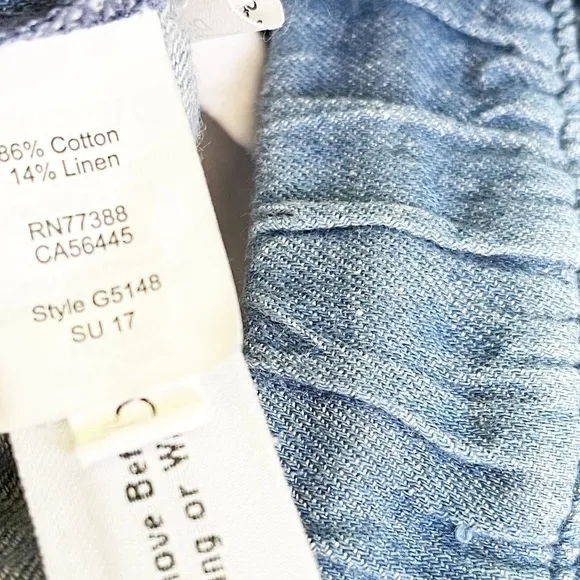 86% Cotton
14% Linen
RN77388
CA56445
Style G5148
SU 17